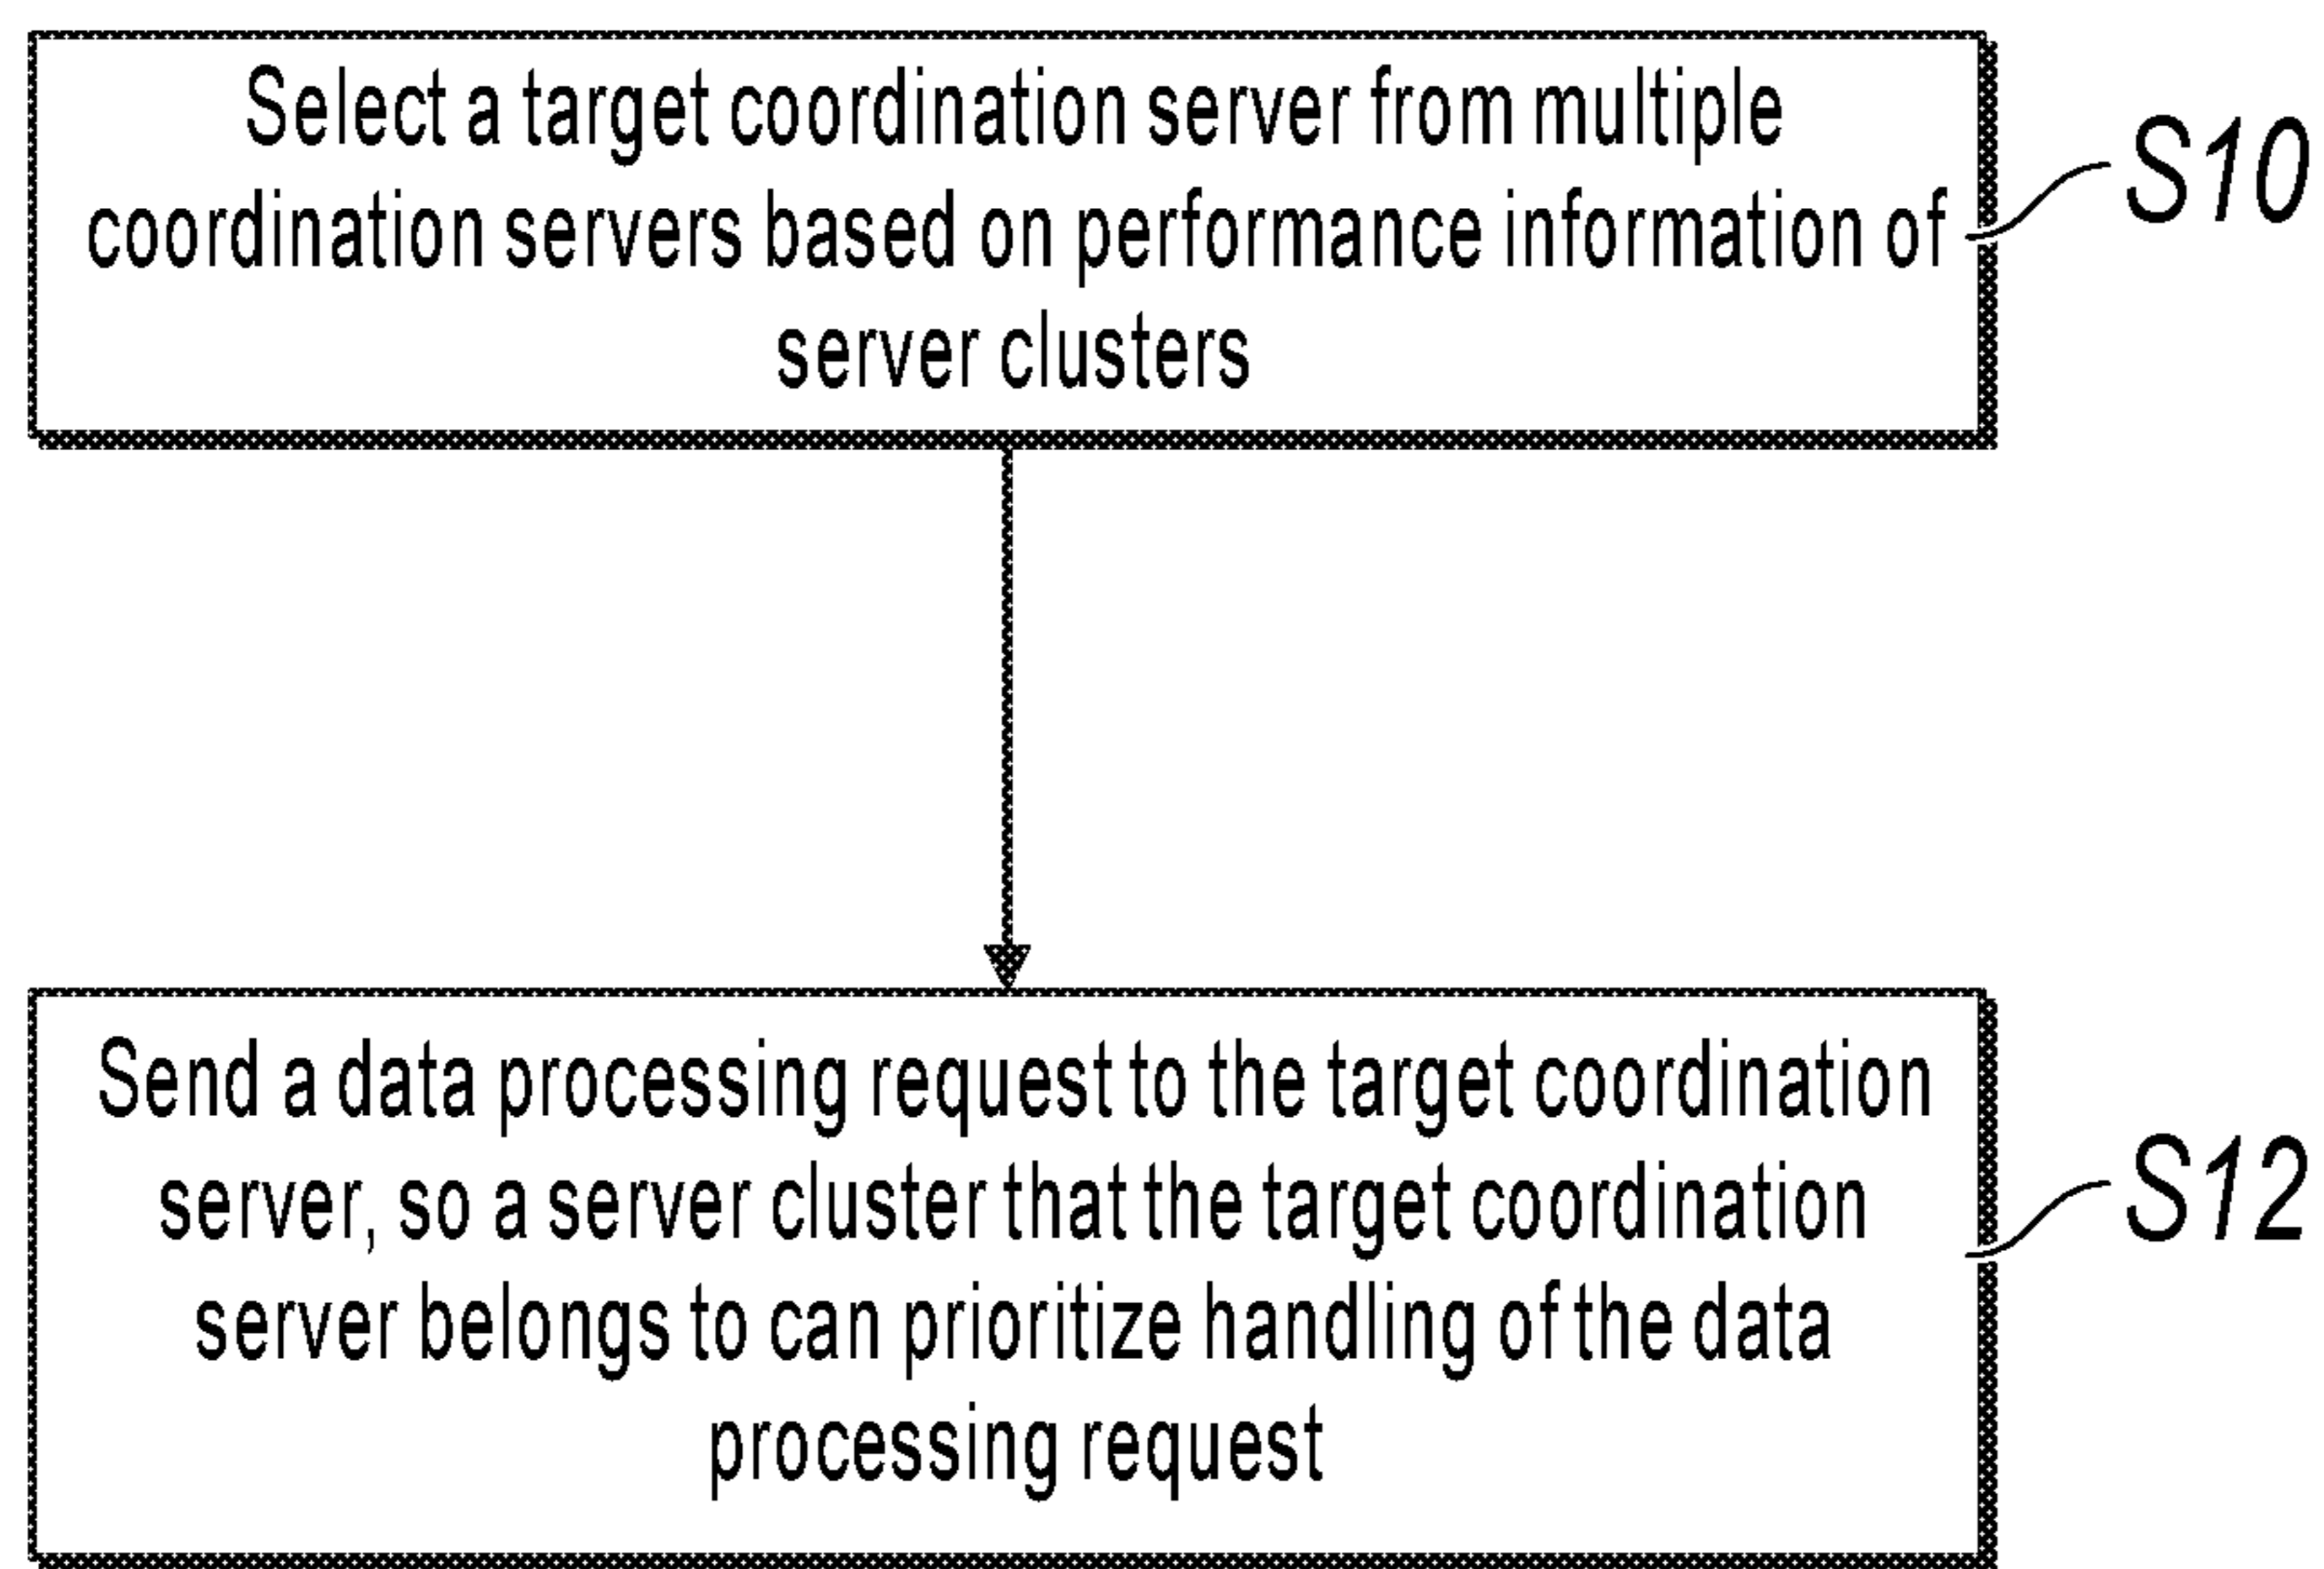 Select a target coordination server from multiple
coordination servers based on performance information of
server clusters
S10
Send a data processing request to the target coordination
server, so a server cluster that the target coordination
server belongs to can prioritize handling of the data
processing request
S12